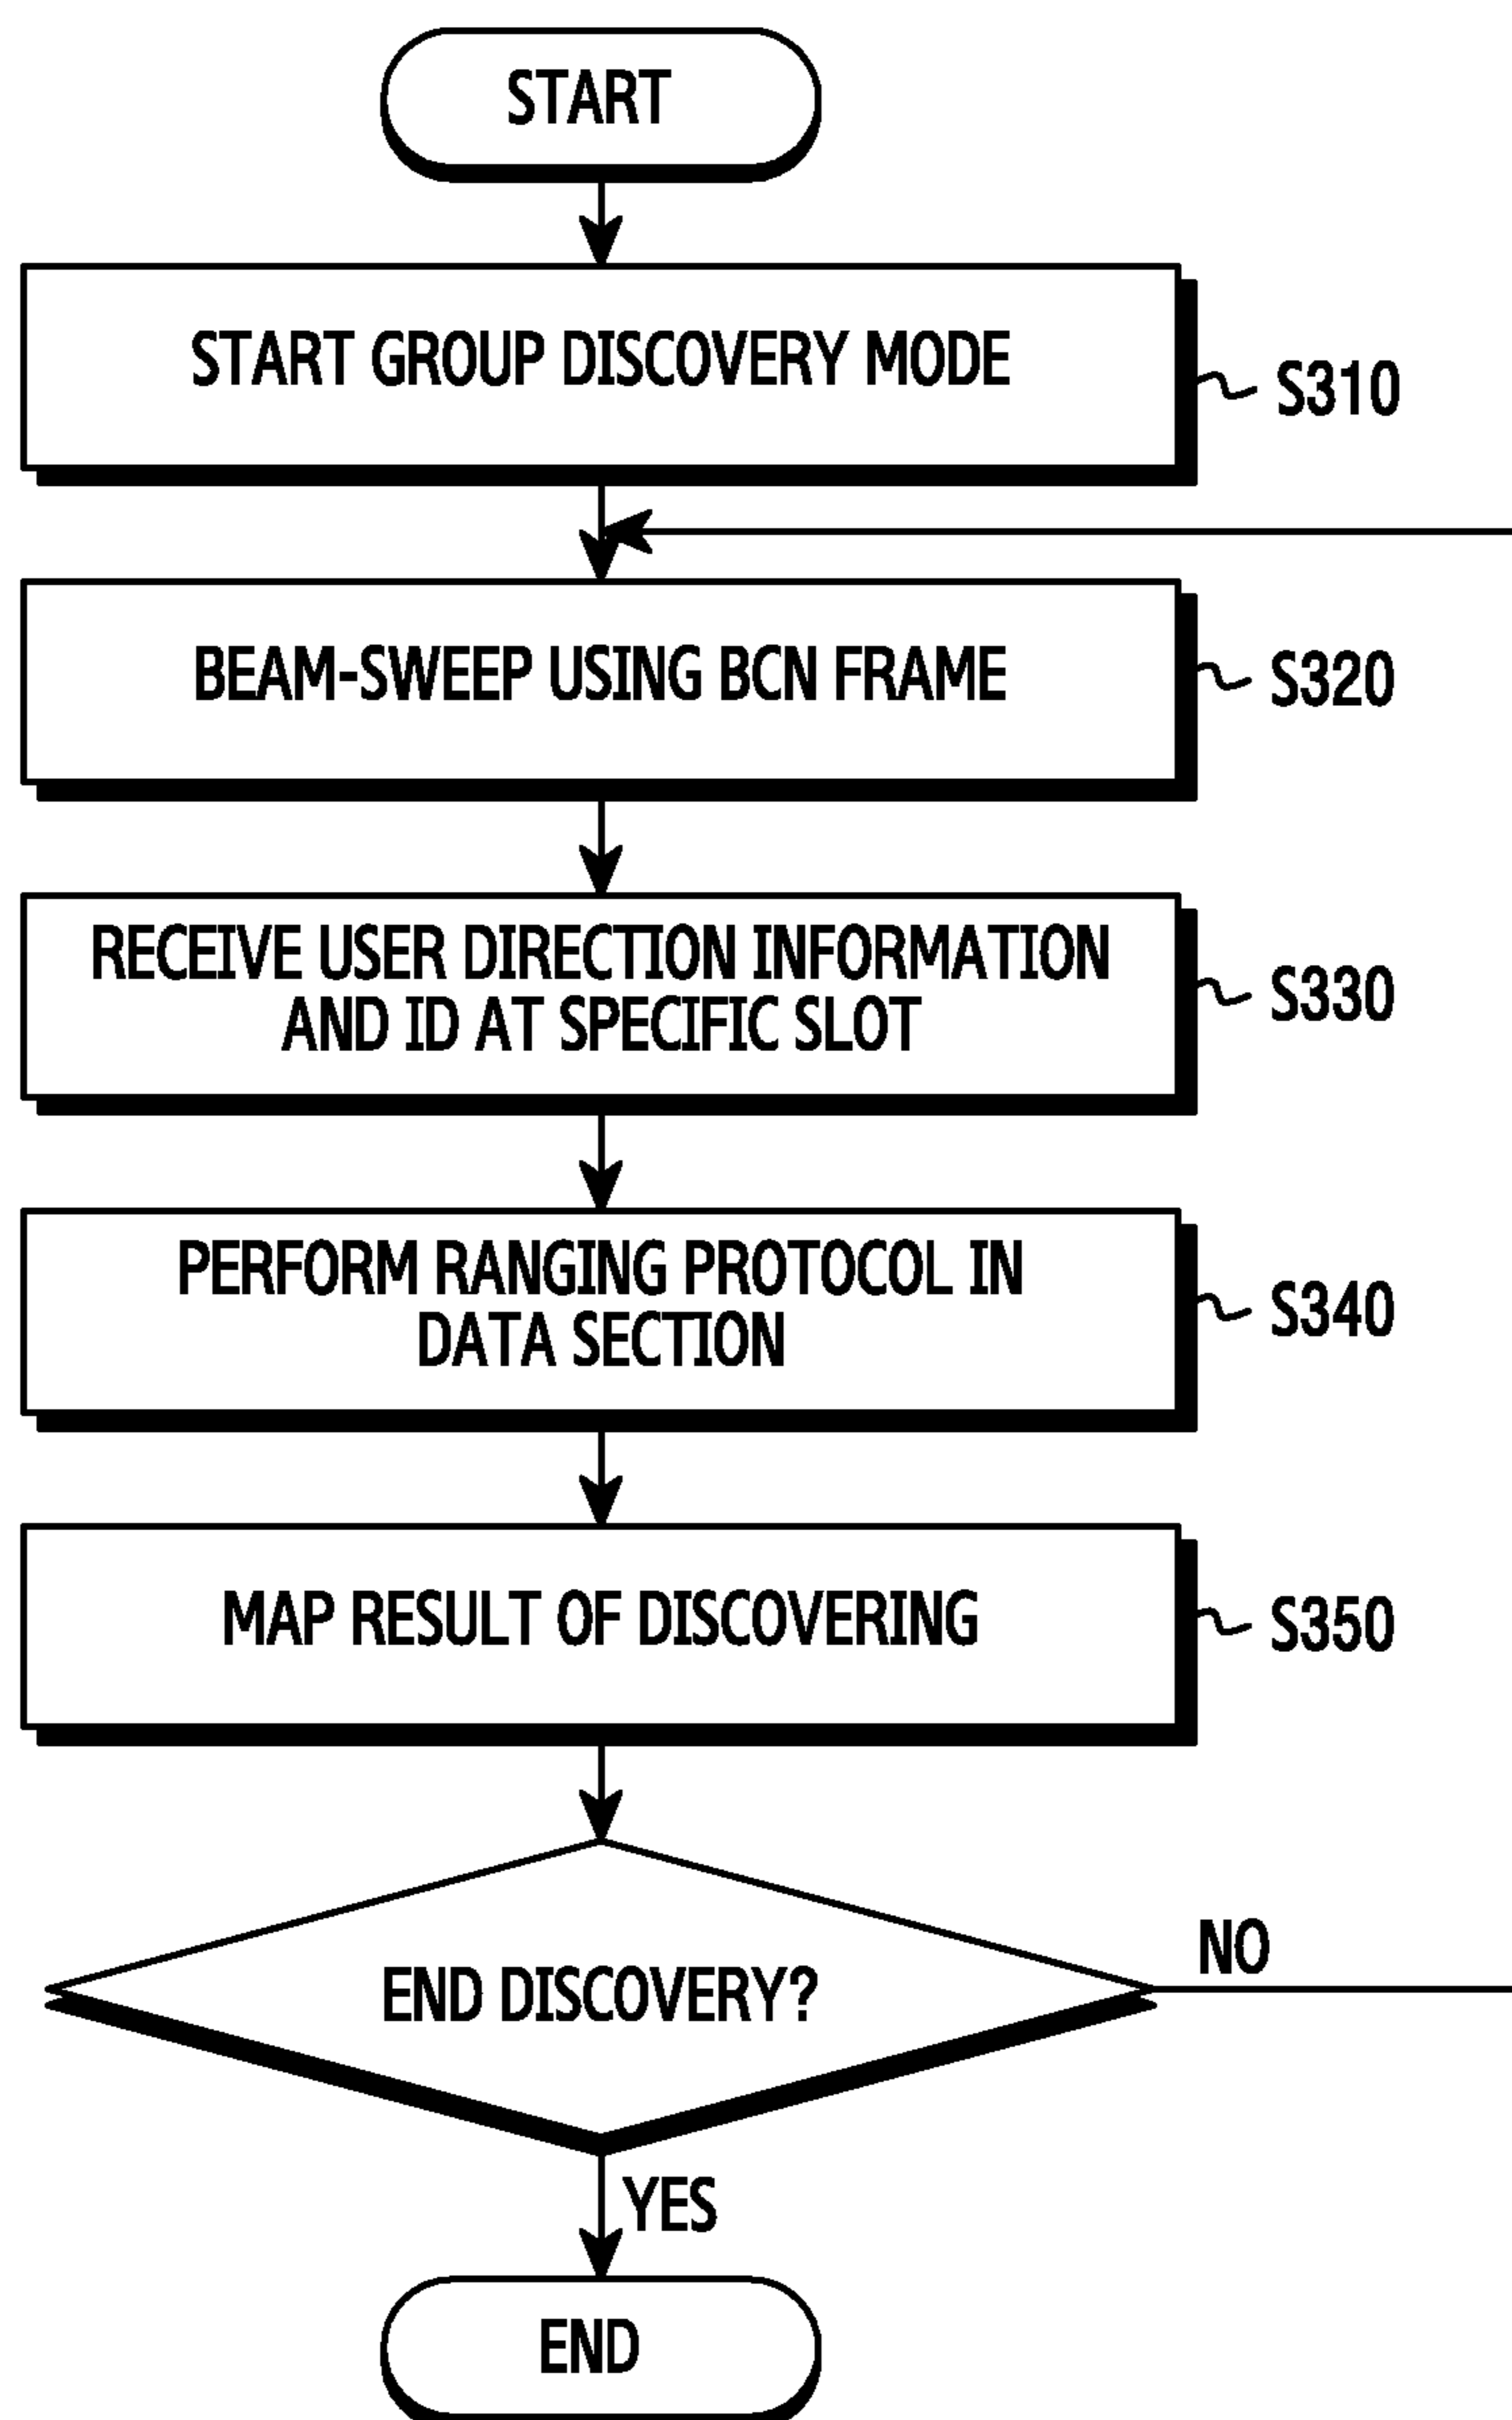 START
START GROUP DISCOVERY MODE
S310
BEAM-SWEEP USING BCN FRAME
S320
RECEIVE USER DIRECTION INFORMATION
AND ID AT SPECIFIC SLOT
S330
PERFORM RANGING PROTOCOL IN
DATA SECTION
S340
MAP RESULT OF DISCOVERING
S350
END DISCOVERY?
NO
YES
END